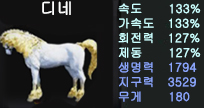 디네
속도 133%
가속도 133%
회전력 127%
제동 127%
생명력 1794
지구력 3529
무게 180